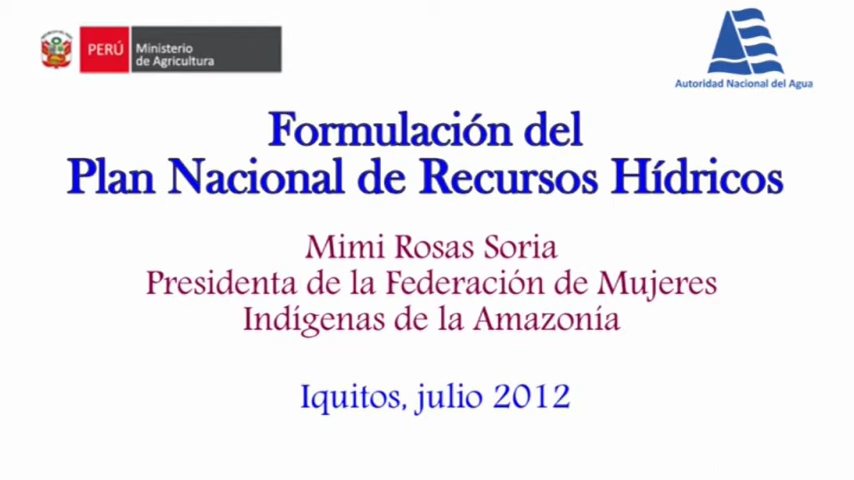 PERÚ
Ministerio
de Agricultura
Autoridad Nacional del Agua
Formulación del
Plan Nacional de Recursos Hídricos
Mimi Rosas Soria
Presidenta de la Federación de Mujeres
Indígenas de la Amazonía
Iquitos, julio 2012